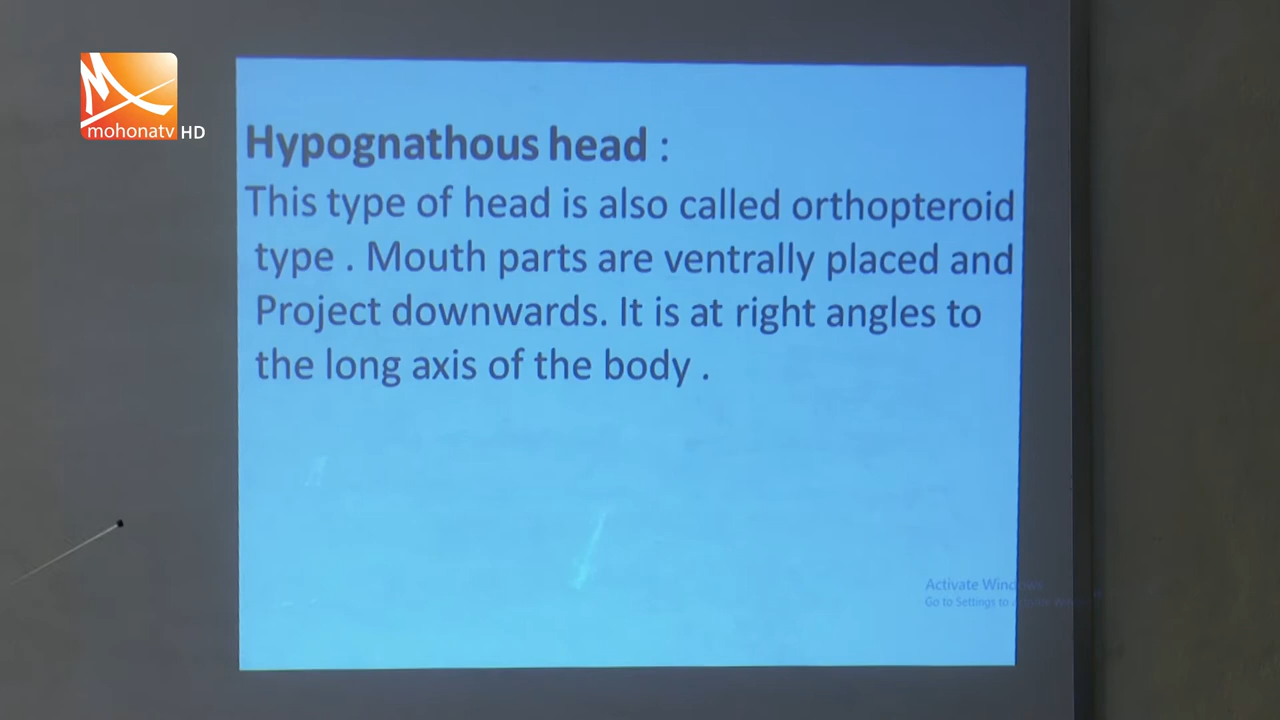 mohonatv HD
Hypognathous head :
This type of head is also called orthopteroid
type . Mouth parts are ventrally placed and
Project downwards. It is at right angles to
the long axis of the body .
Activate Windows
Go to Settings to